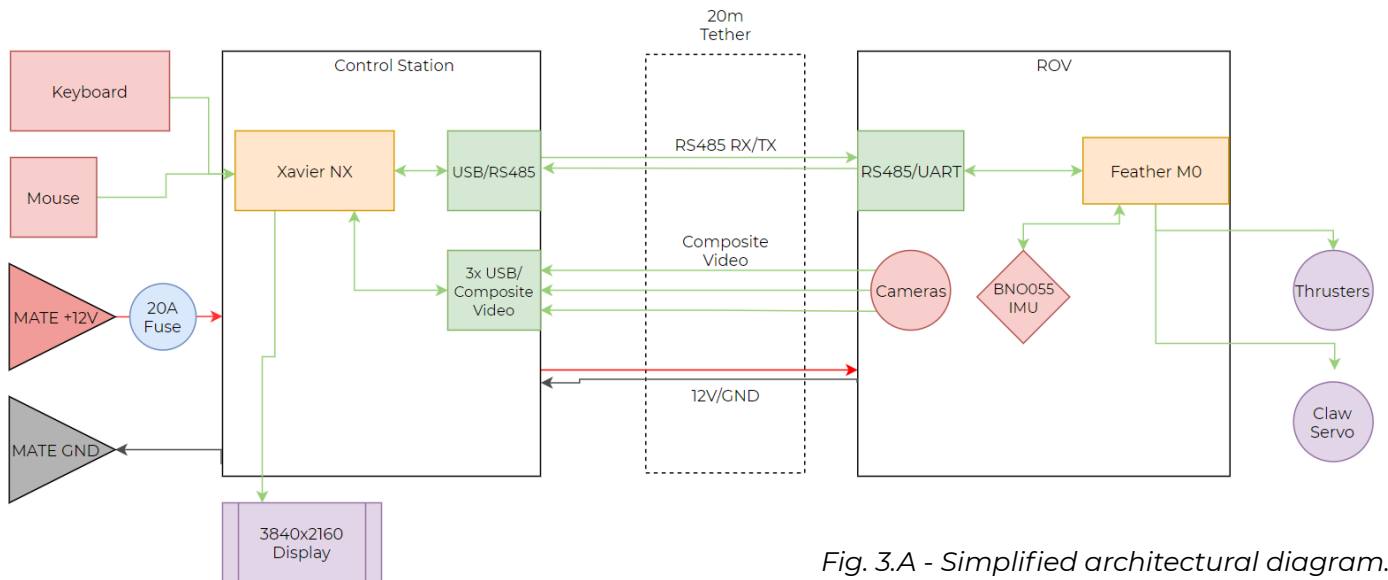 20m
Tether
Control Station
ROV
Keyboard
Mouse
Xavier NX
USB/RS485
RS485 RX/TX
RS485/UART
Feather M0
3x USB/
Composite
Video
Composite
Video
Cameras
BNO055
IMU
Thrusters
MATE +12V
20A
Fuse
12V/GND
Claw
Servo
MATE GND
3840x2160
Display
Fig. 3.A - Simplified architectural diagram.